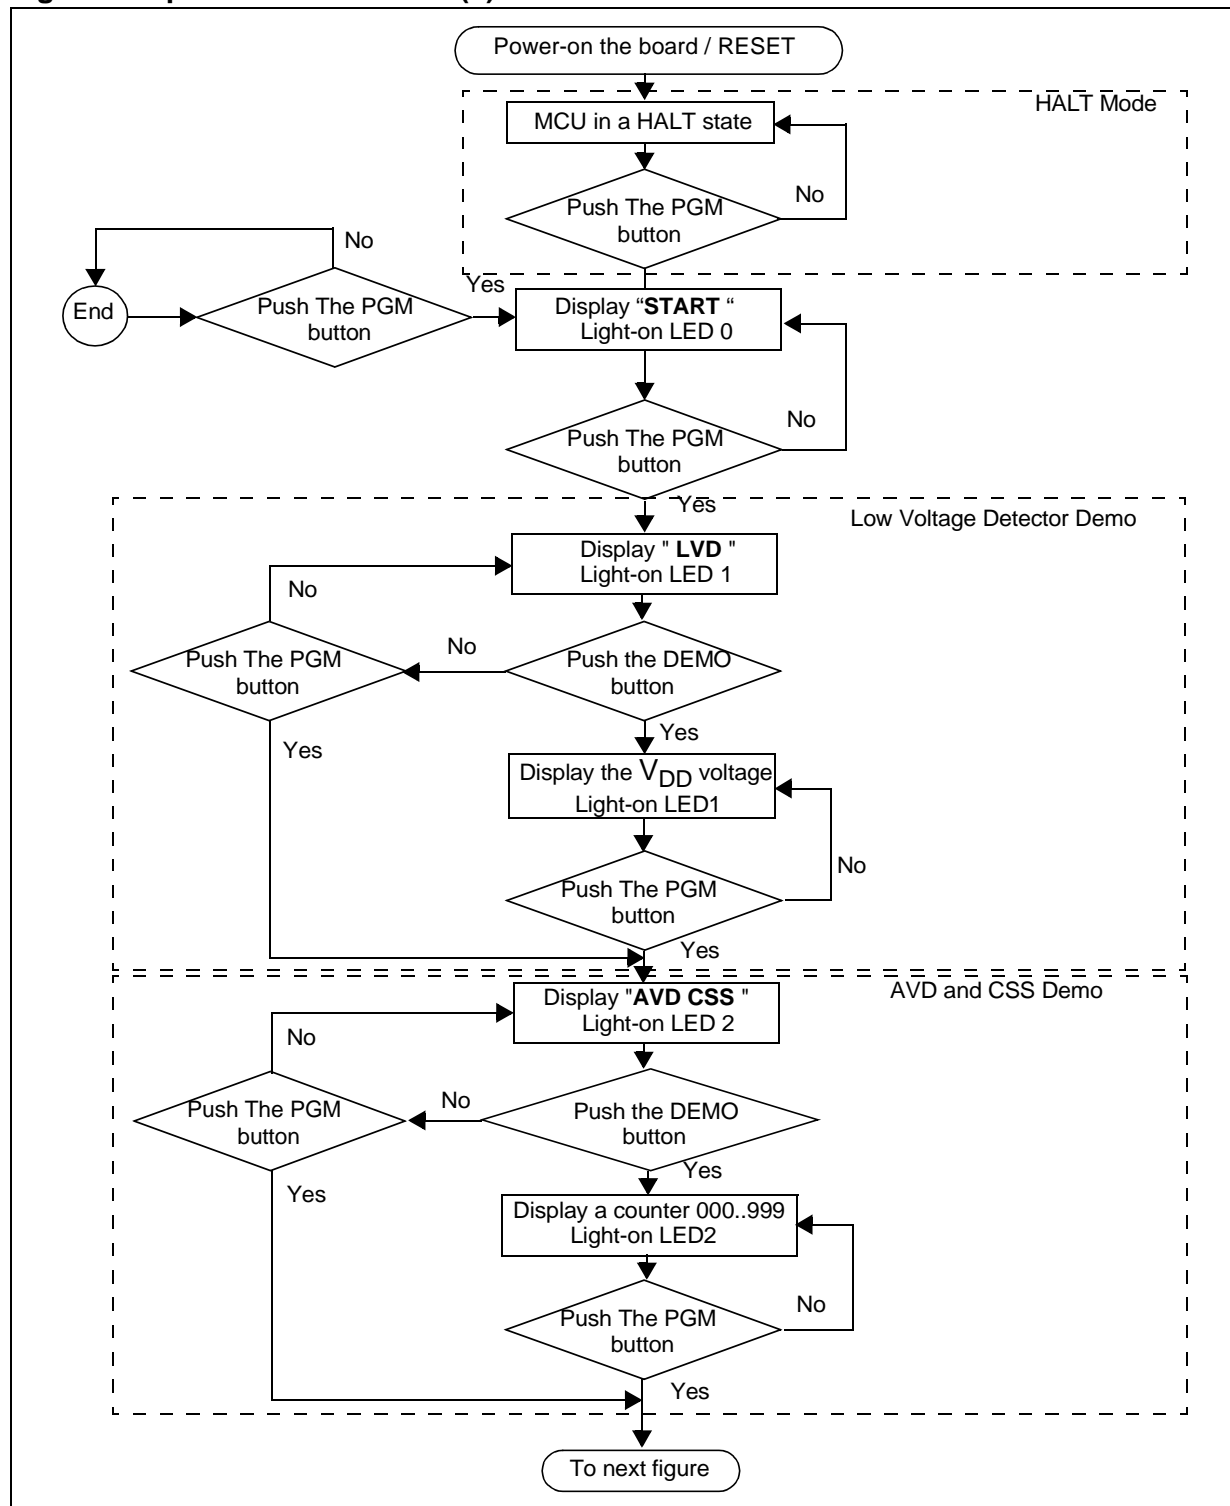 Power-on the board / RESET
HALT Mode
MCU in a HALT state
No
Push The PGM
button
No
Yes
End
Push The PGM
button
Display “START “
Light-on LED 0
No
Push The PGM
button
Yes
Low Voltage Detector Demo
Display " LVD "
Light-on LED 1
No
No
Push The PGM
button
Push the DEMO
button
Yes
Yes
Display the VDD voltage
Light-on LED1
No
Push The PGM
button
Yes
AVD and CSS Demo
Display "AVD CSS "
Light-on LED 2
No
No
Push The PGM
button
Push the DEMO
button
Yes
Yes
Display a counter 000..999
Light-on LED2
No
Push The PGM
button
Yes
To next figure